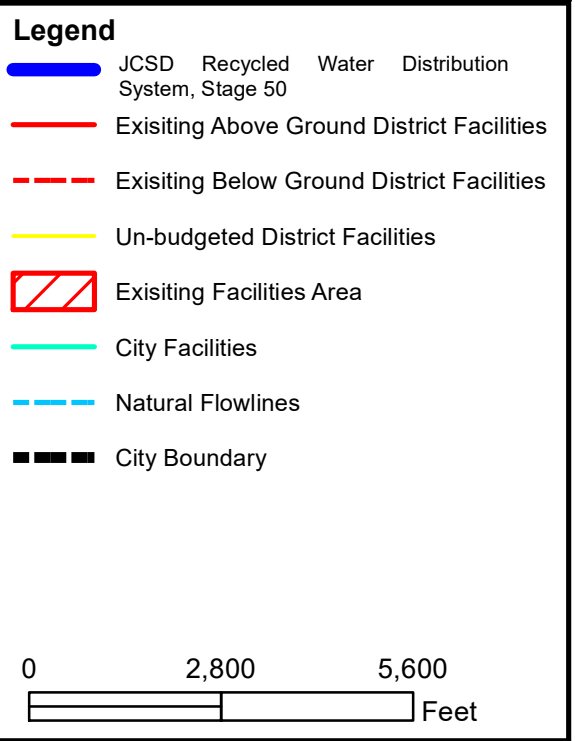 Legend
JCSD Recycled Water Distribution
System, Stage 50
Exisiting Above Ground District Facilities
Exisiting Below Ground District Facilities
Un-budgeted District Facilities
Exisiting Facilities Area
City Facilities
Natural Flowlines
City Boundary
0 2,800 5,600
Feet